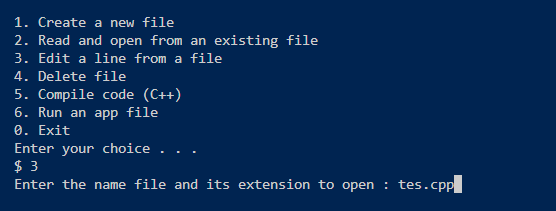 1. Create a new file
2. Read and open from an existing file
3. Edit a line from a file
4. Delete file
5. Compile code (C++)
6. Run an app file
0. Exit
Enter your choice . . .
$ 3
Enter the name file and its extension to open : tes.cpp